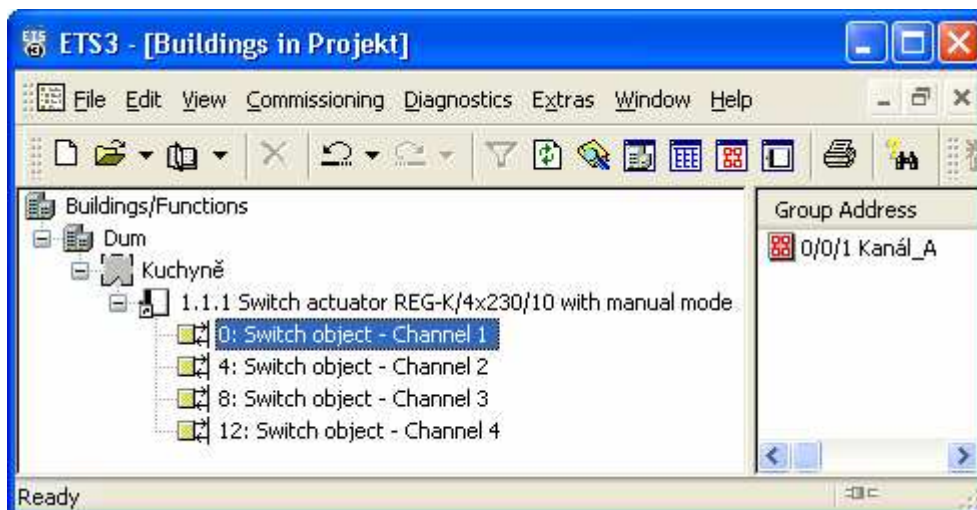 ETS3 - [Buildings in Projekt]
File Edit View Commissioning Diagnostics Extras Window Help
Buildings/Functions
Dum
Kuchyně
1.1.1 Switch actuator REG-K/4x230/10 with manual mode
0: Switch object - Channel 1
4: Switch object - Channel 2
8: Switch object - Channel 3
12: Switch object - Channel 4
Group Address
0/0/1 Kanál_A
Ready